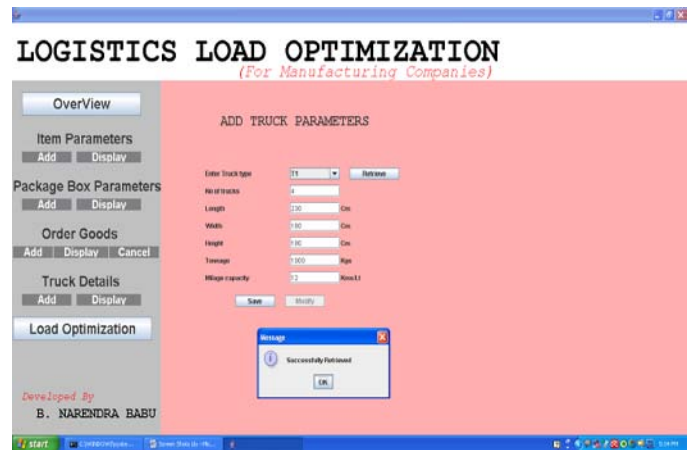 LOGISTICS LOAD OPTIMIZATION
(For Manufacturing Companies)
OverView
Item Parameters
Add Display
Package Box Parameters
Add Display
Order Goods
Add Display Cancel
Truck Details
Add Display
Load Optimization
Developed By
B. NARENDRA BABU
ADD TRUCK PARAMETERS
Enter Truck type T1 Retrieve
No of trucks
Length Cm
Width Cm
Height Cm
Tonnage Kgs
Milage capacity 12
Save Modify
Message
Successfully Retrieved
OK
start